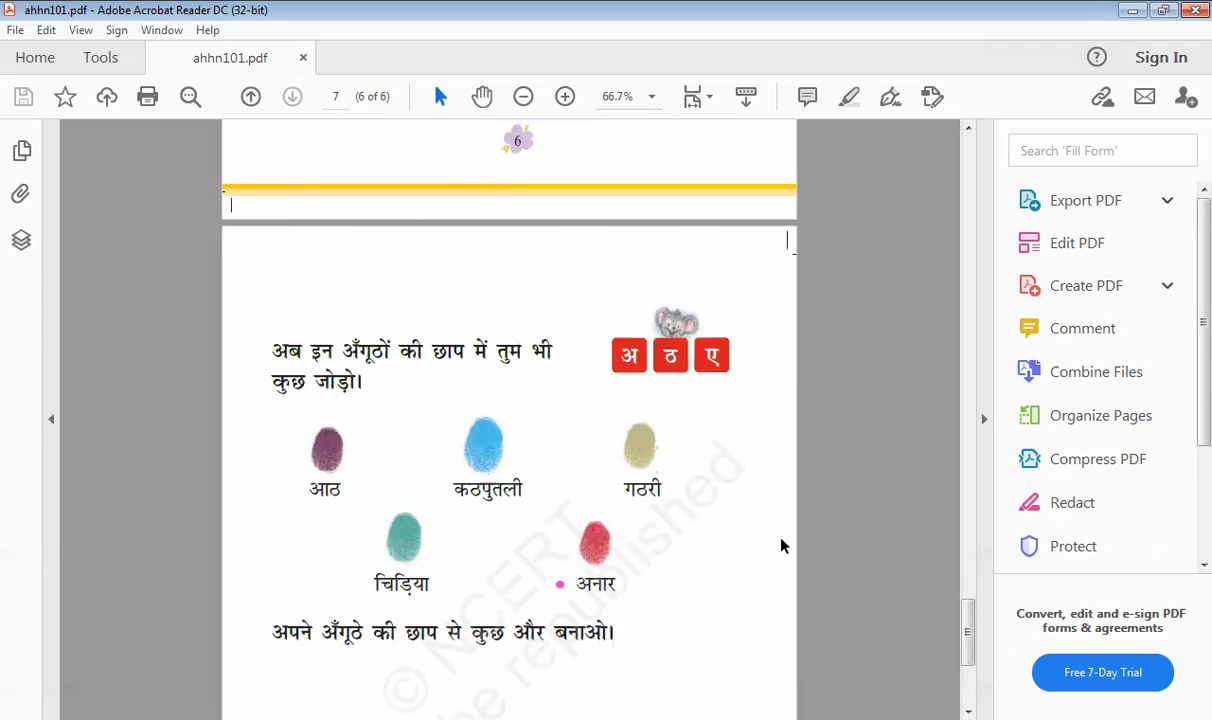 ahhn101.pdf - Adobe Acrobat Reader DC (32-bit)
File Edit View Sign Window Help
Home Tools ahhn101.pdf × Sign In
7 (6 of 6) 66.7%
6
Search 'Fill Form'
Export PDF
Edit PDF
Create PDF
Comment
Combine Files
Organize Pages
Compress PDF
Redact
Protect
Convert, edit and e-sign PDF
forms & agreements
Free 7-Day Trial
अब इन अँगूठों की छाप में तुम भी
कुछ जोड़ो।
अ ठ ए
आठ कठपुतली गठरी
चिड़िया • अनार
अपने अँगूठे की छाप से कुछ और बनाओ।
© NCERT
be republished